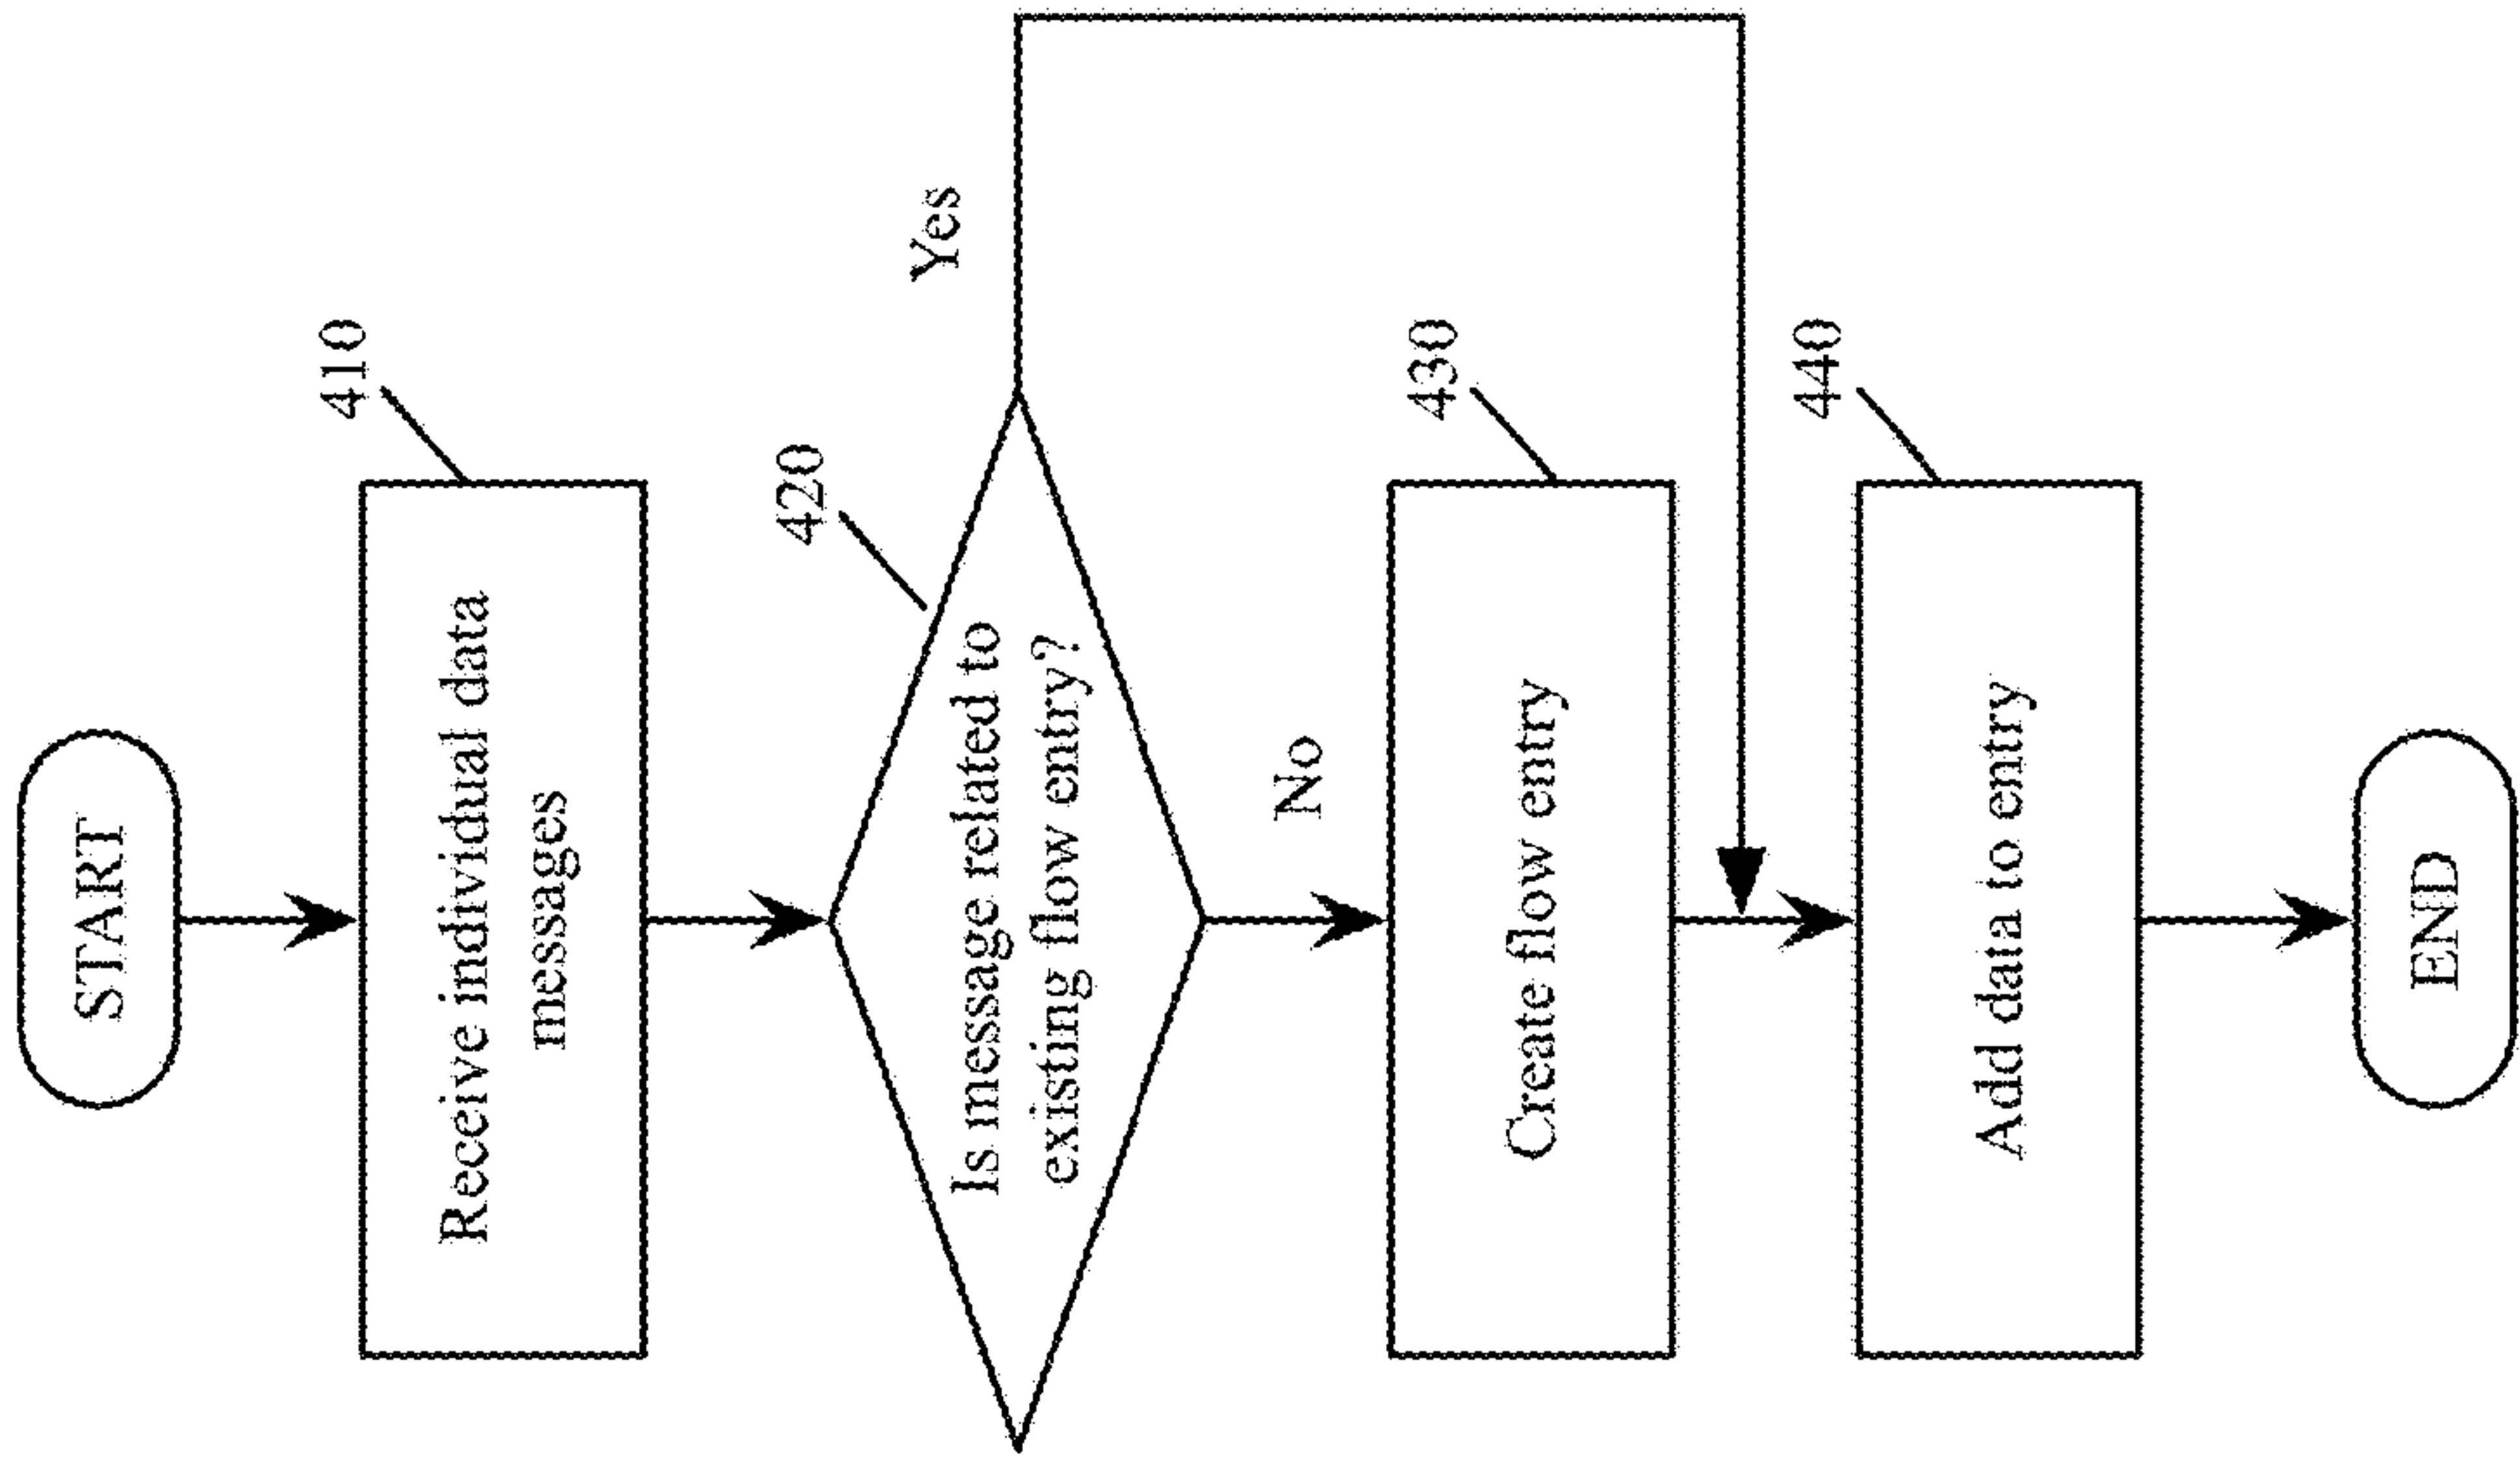 START
410
Receive individual data
messages
420
Is message related to
existing flow entry?
Yes
No
430
Create flow entry
440
Add data to entry
END